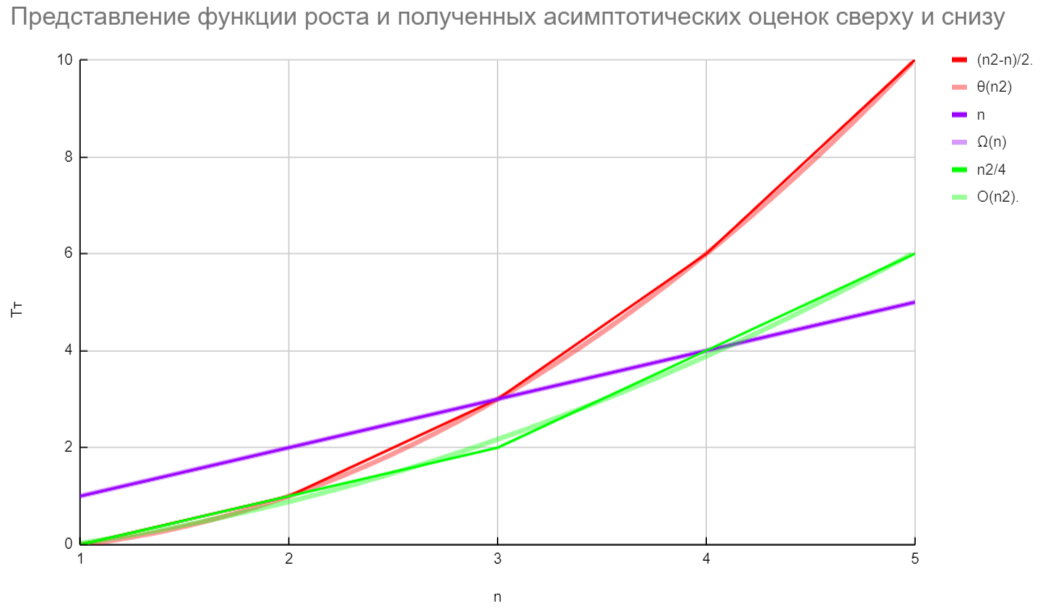 Представление функции роста и полученных асимптотических оценок сверху и снизу
10
8
6
4
2
0
Тт
1 2 3 4 5
n
(n2-n)/2.
θ(n2)
n
Ω(n)
n2/4
O(n2).